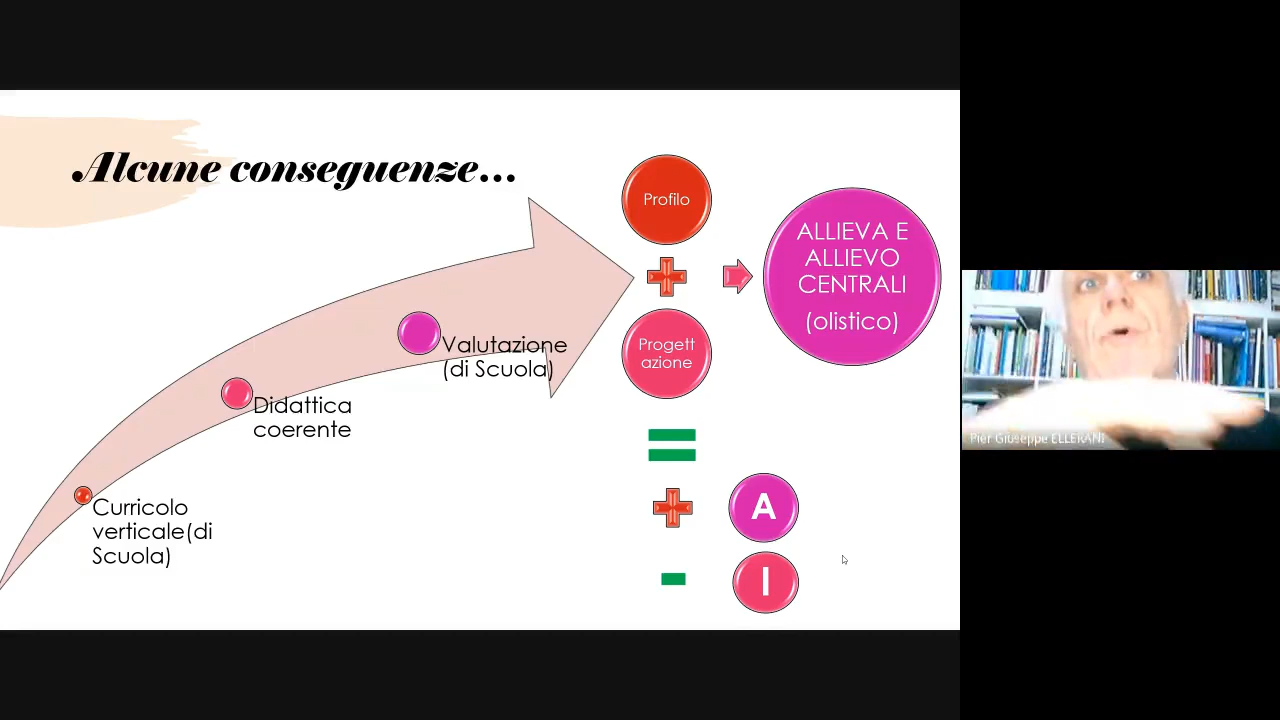 Alcune conseguenze...
Curricolo
verticale(di
Scuola)
Didattica
coerente
Valutazione
(di Scuola)
Profilo
Progett
azione
ALLIEVA E
ALLIEVO
CENTRALI
(olistico)
A
I
Pier Giuseppe ELLERANI